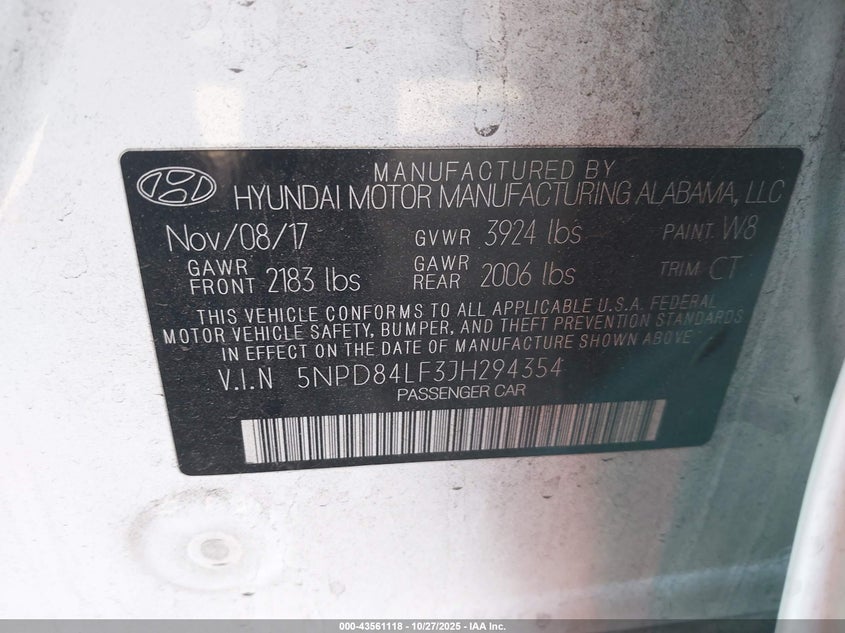 MANUFACTURED BY
HYUNDAI MOTOR MANUFACTURING ALABAMA, LLC
Nov/08/17 GVWR 3924 lbs PAINT W8
GAWR FRONT 2183 lbs GAWR REAR 2006 lbs TRIM CT
THIS VEHICLE CONFORMS TO ALL APPLICABLE U.S.A. FEDERAL
MOTOR VEHICLE SAFETY, BUMPER, AND THEFT PREVENTION STANDARDS
IN EFFECT ON THE DATE OF MANUFACTURE SHOWN ABOVE
V.I.N 5NPD84LF3JH294354
PASSENGER CAR
000-43561118 - 10/27/2025 - IAA Inc.